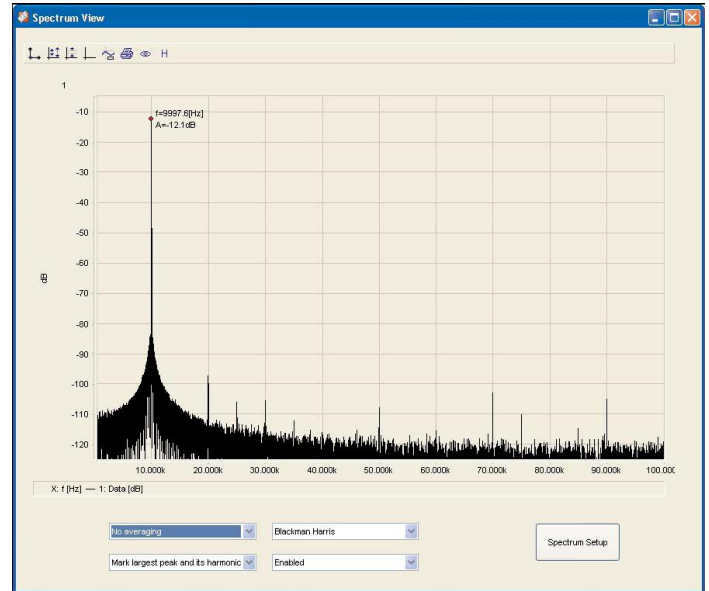 Spectrum View
H
1
f=9997.6[Hz]
A=-12.1dB
-10
-20
-30
-40
-50
-60
-70
-80
-90
-100
-110
-120
dB
10.000k 20.000k 30.000k 40.000k 50.000k 60.000k 70.000k 80.000k 90.000k 100.00
X: f [Hz] — 1: Data [dB]
No averaging
Blackman Harris
Spectrum Setup
Mark largest peak and its harmonic
Enabled